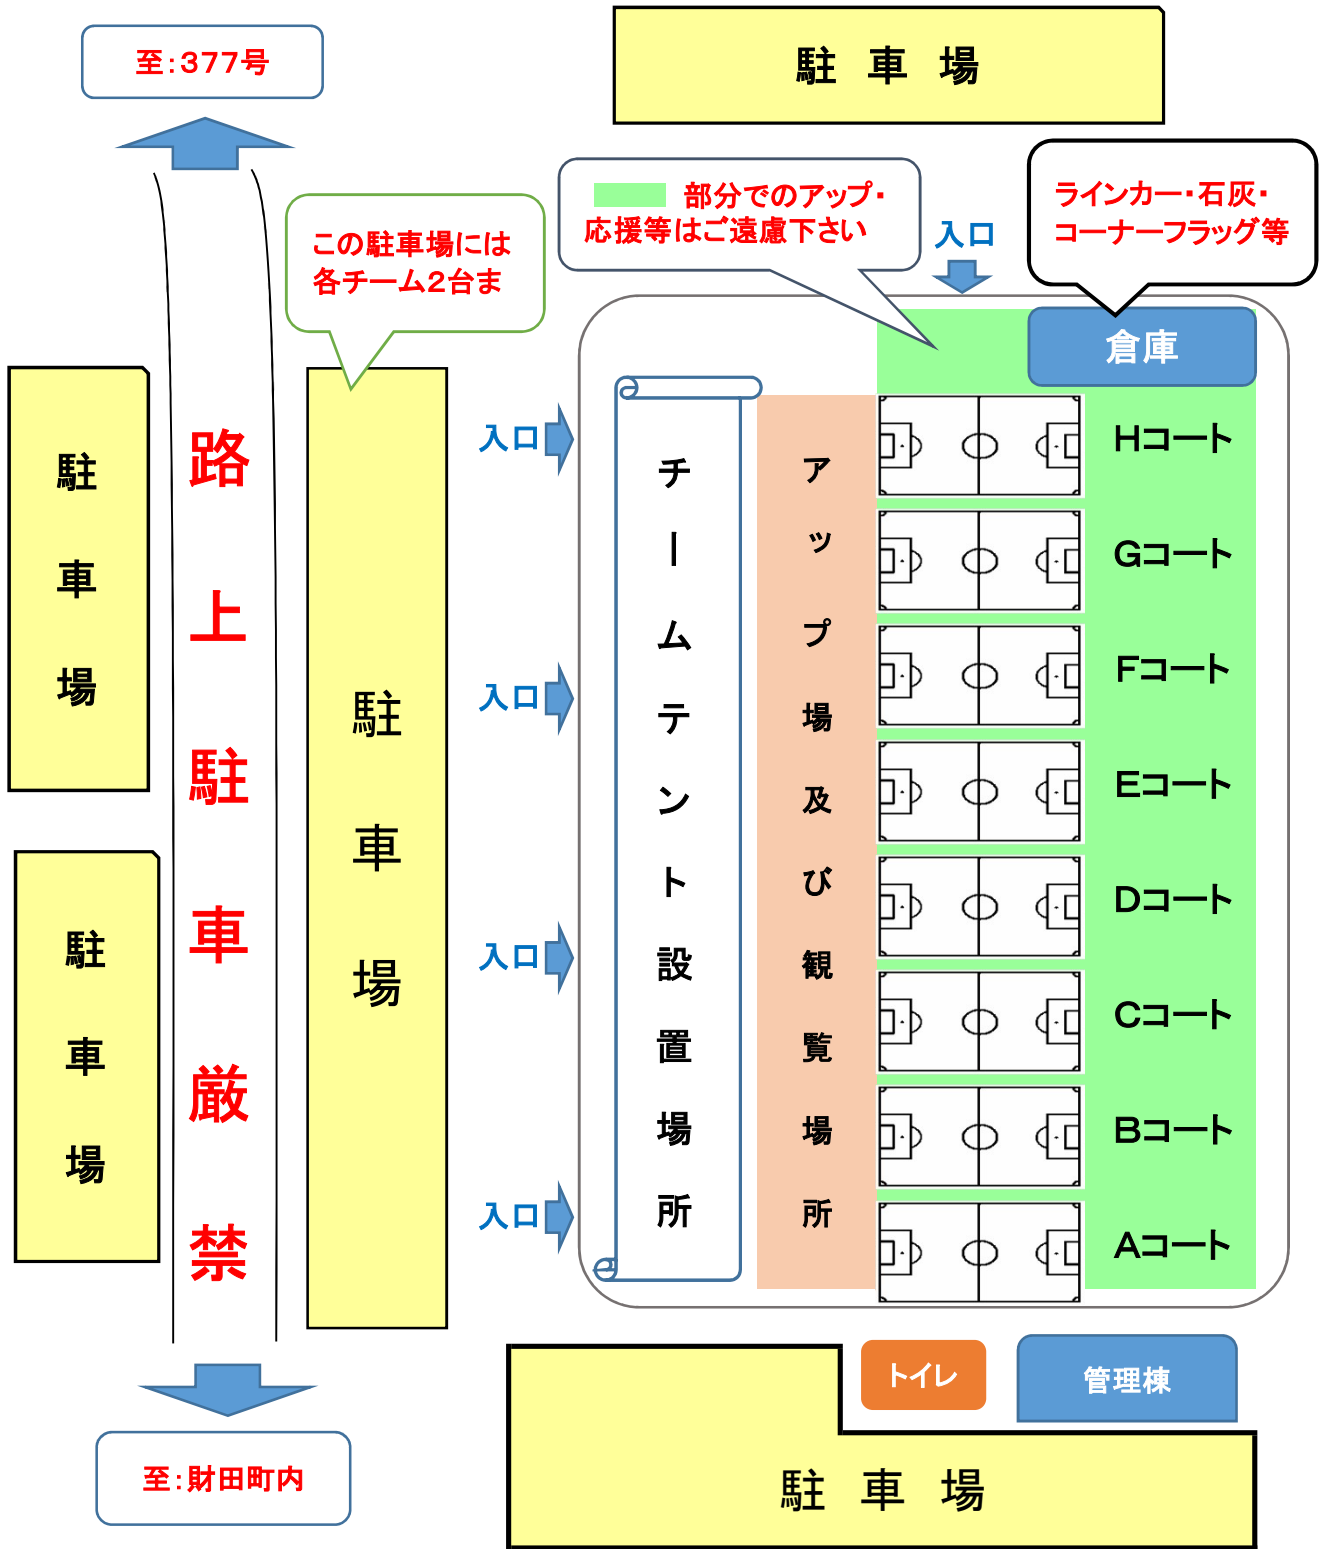 至：377号
駐　車　場
この駐車場には
各チーム2台ま
部分でのアップ・
応援等はご遠慮下さい
入口
ラインカー・石灰・
コーナーフラッグ等
倉庫
駐車場
駐車場
路上駐車厳禁
駐車場
入口
入口
入口
入口
チームテント設置場所
アップ場及び観覧場所
Hコート
Gコート
Fコート
Eコート
Dコート
Cコート
Bコート
Aコート
トイレ
管理棟
至：財田町内
駐　車　場